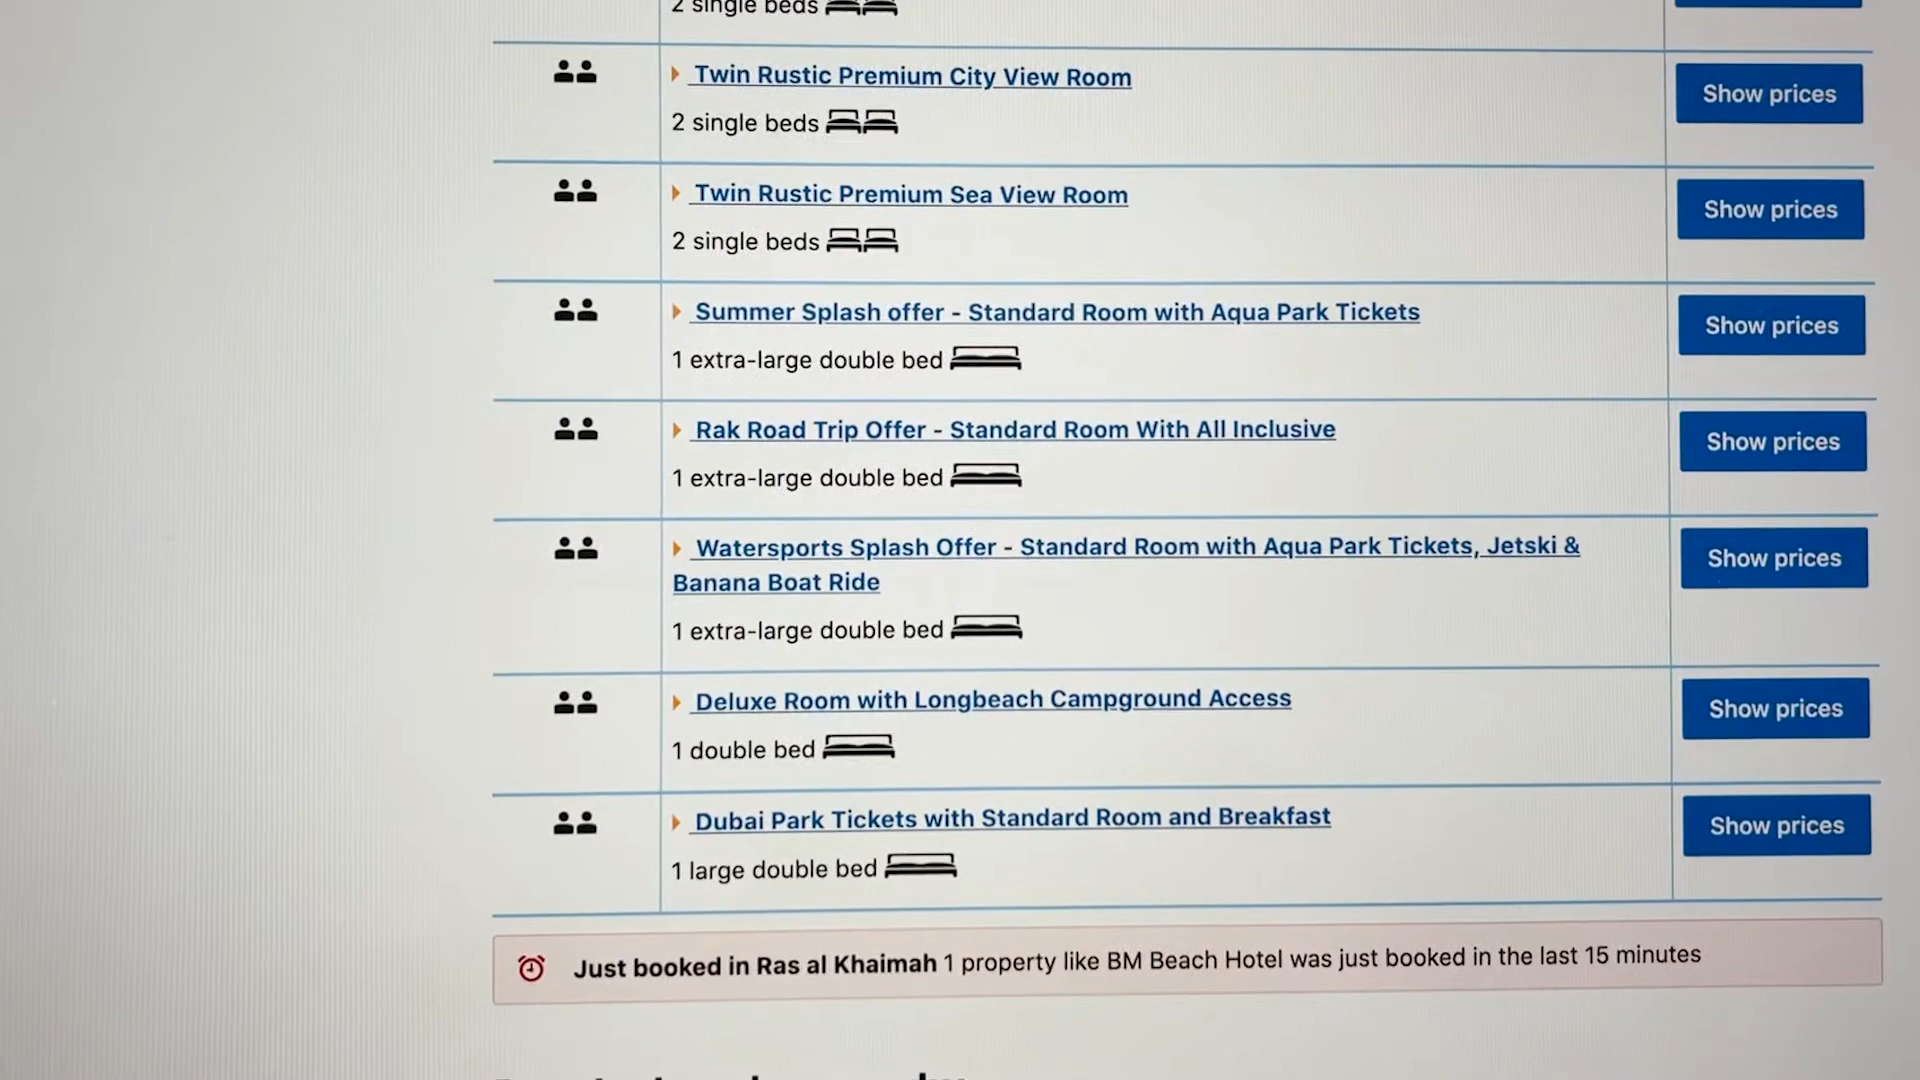 2 single beds
Twin Rustic Premium City View Room
Show prices
2 single beds
Twin Rustic Premium Sea View Room
Show prices
2 single beds
Summer Splash offer - Standard Room with Aqua Park Tickets
Show prices
1 extra-large double bed
Rak Road Trip Offer - Standard Room With All Inclusive
Show prices
1 extra-large double bed
Watersports Splash Offer - Standard Room with Aqua Park Tickets, Jetski &
Banana Boat Ride
Show prices
1 extra-large double bed
Deluxe Room with Longbeach Campground Access
Show prices
1 double bed
Dubai Park Tickets with Standard Room and Breakfast
Show prices
1 large double bed
Just booked in Ras al Khaimah 1 property like BM Beach Hotel was just booked in the last 15 minutes